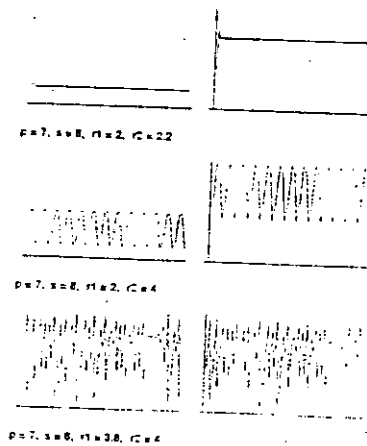 p = 7, s = 8, r1 = 2, r2 = 2.2
p = 7, s = 8, r1 = 2, r2 = 4
p = 7, s = 8, r1 = 3.8, r2 = 4